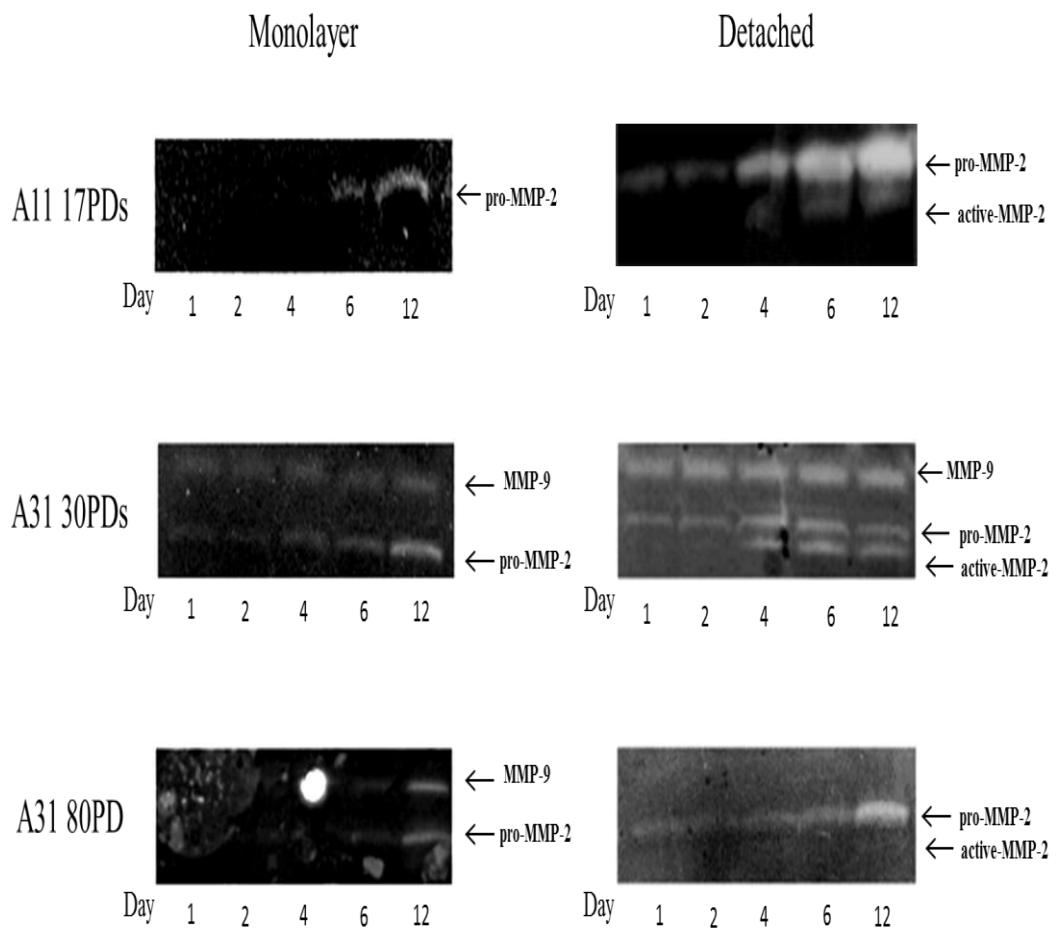 Monolayer Detached
A11 17PDs
pro-MMP-2
pro-MMP-2
active-MMP-2
Day 1 2 4 6 12
Day 1 2 4 6 12
A31 30PDs
MMP-9
pro-MMP-2
MMP-9
pro-MMP-2
active-MMP-2
Day 1 2 4 6 12
Day 1 2 4 6 12
A31 80PD
MMP-9
pro-MMP-2
pro-MMP-2
active-MMP-2
Day 1 2 4 6 12
Day 1 2 4 6 12